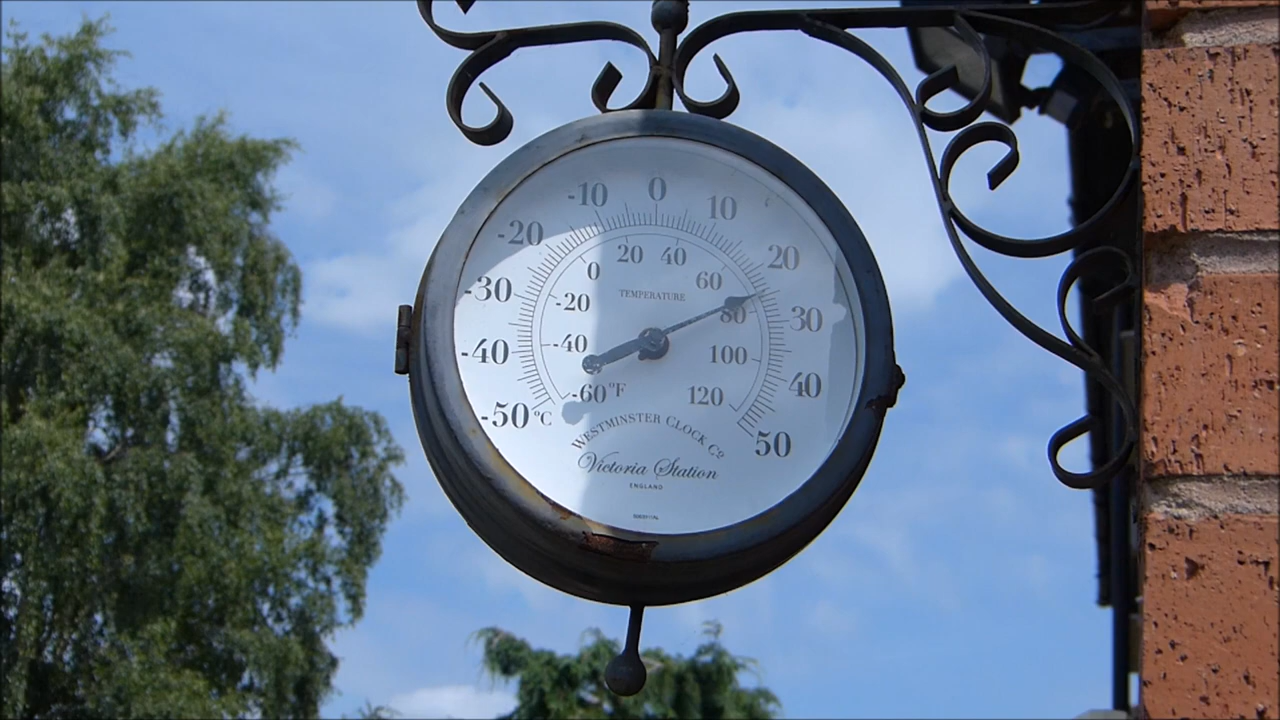 -50 -40 -30 -20 -10 0 10 20 30 40 50
°C
-60 -40 -20 0 20 40 60 80 100 120
°F
TEMPERATURE
WESTMINSTER CLOCK Cº
Victoria Station
ENGLAND